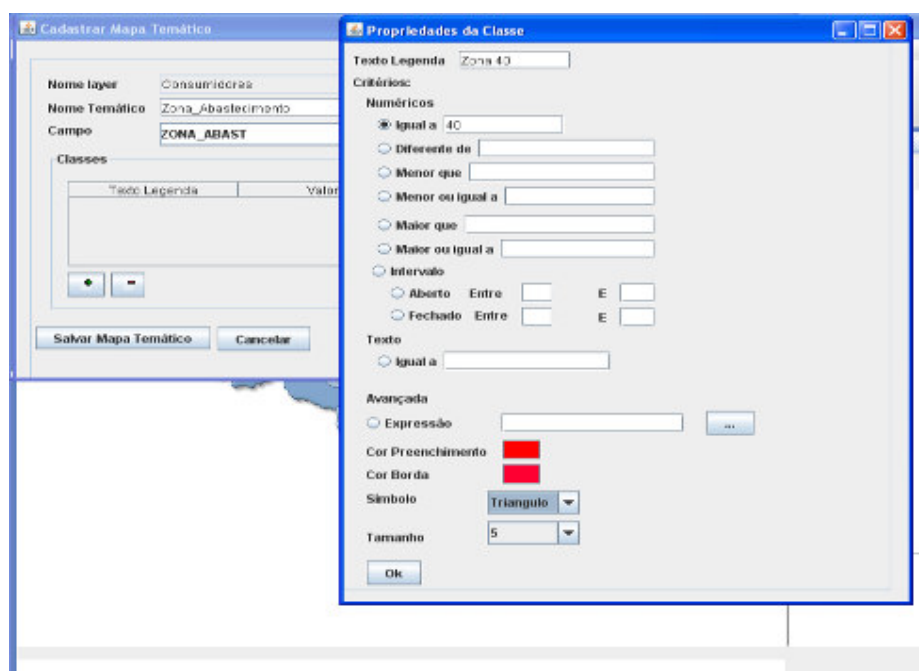 Cadastrar Mapa Temático
Nome layer Consumidores
Nome Temático Zona_Abastecimento
Campo ZONA_ABAST
Classes
Texto Legenda Valor
+ -
Salvar Mapa Temático Cancelar
Propriedades da Classe
Texto Legenda Zona 40
Critérios:
Numéricos
Igual a 40
Diferente de
Menor que
Menor ou igual a
Maior que
Maior ou igual a
Intervalo
Aberto Entre E
Fechado Entre E
Texto
Igual a
Avançada
Expressão ...
Cor Preenchimento
Cor Borda
Símbolo Triangulo
Tamanho 5
Ok